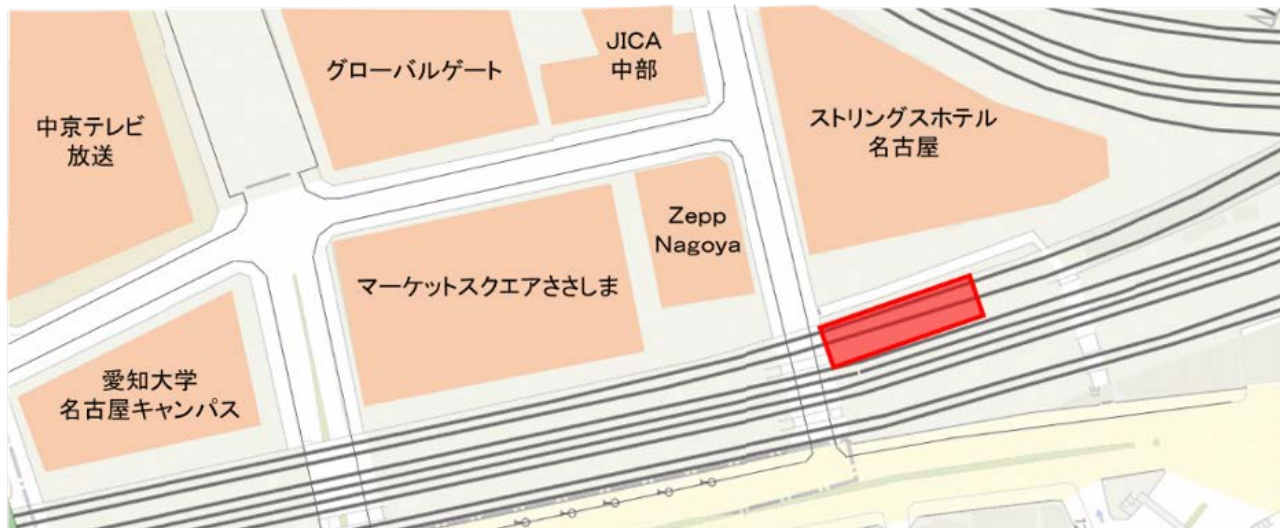 グローバルゲート
JICA
中部
中京テレビ
放送
ストリングスホテル
名古屋
Zepp
Nagoya
マーケットスクエアささしま
愛知大学
名古屋キャンパス